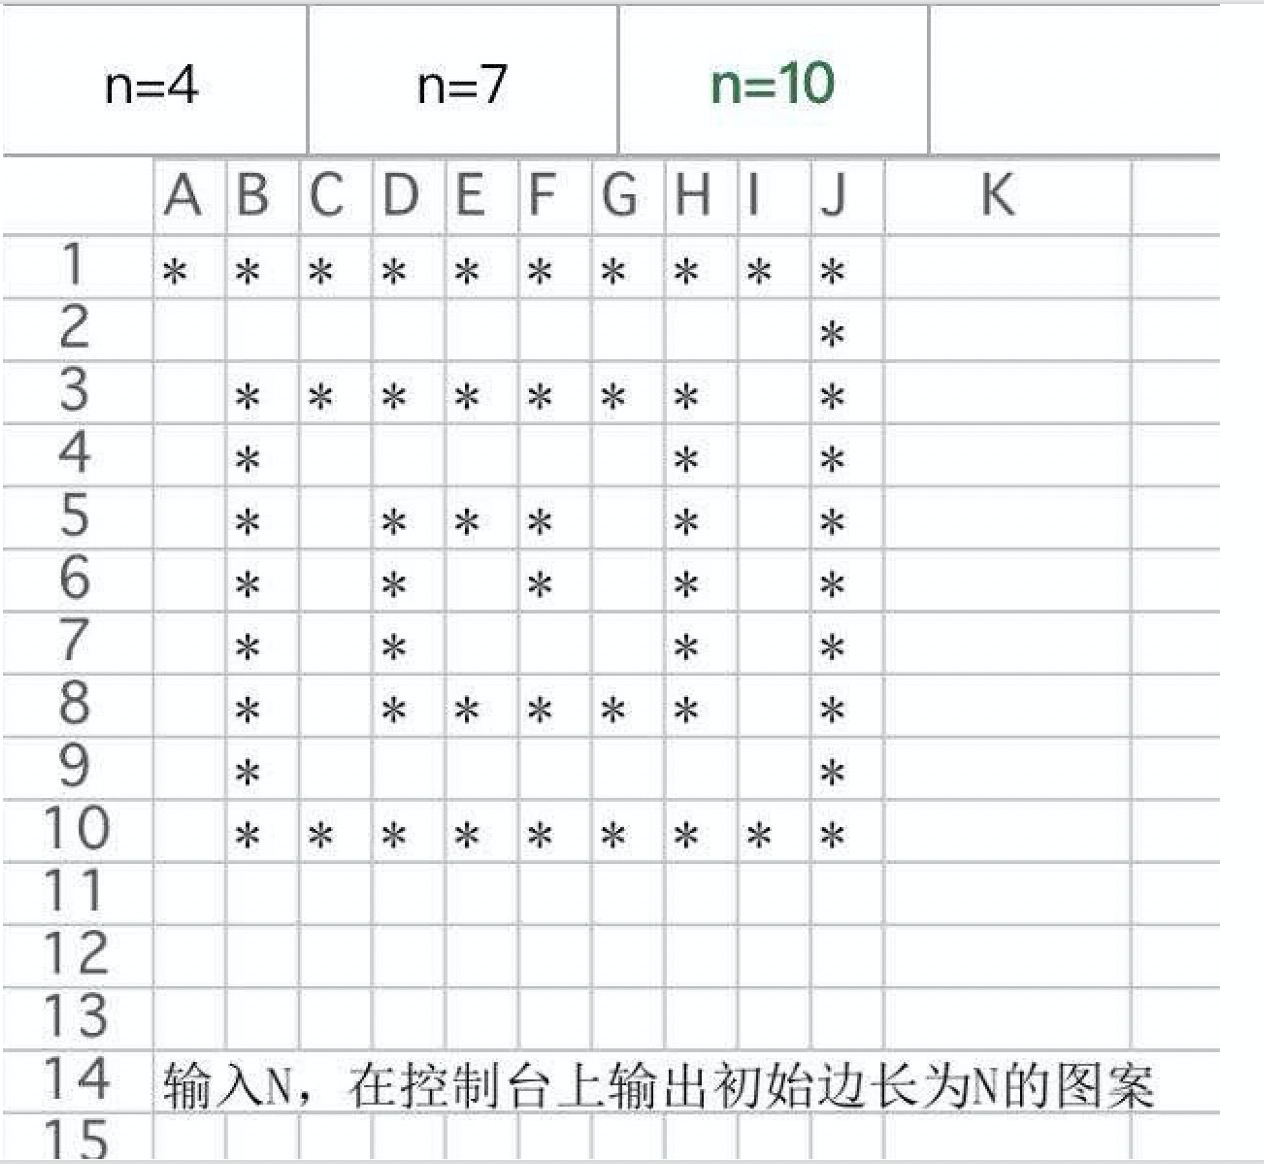 n=4 n=7 n=10
A B C D E F G H I J K
1 * * * * * * * * * *
2 *
3 * * * * * * * *
4 * * *
5 * * * * * *
6 * * * * *
7 * * * *
8 * * * * * * *
9 * *
10 * * * * * * * * *
11
12
13
14 输入N，在控制台上输出初始边长为N的图案
15